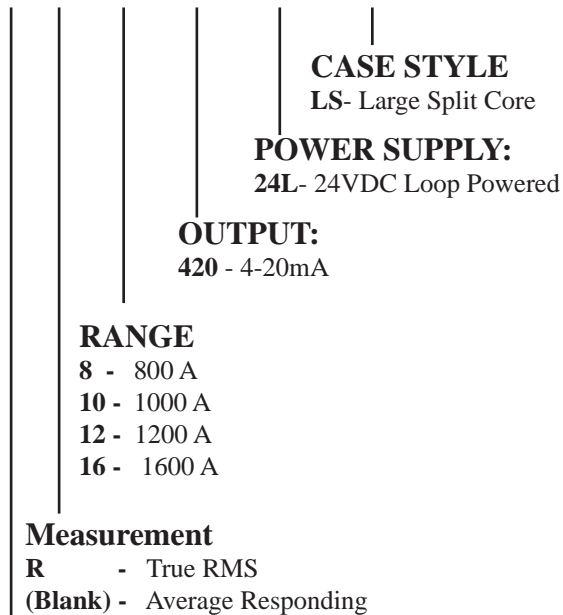 CASE STYLE
LS- Large Split Core
POWER SUPPLY:
24L- 24VDC Loop Powered
OUTPUT:
420 - 4-20mA
RANGE
8 - 800 A
10 - 1000 A
12 - 1200 A
16 - 1600 A
Measurement
R - True RMS
(Blank) - Average Responding